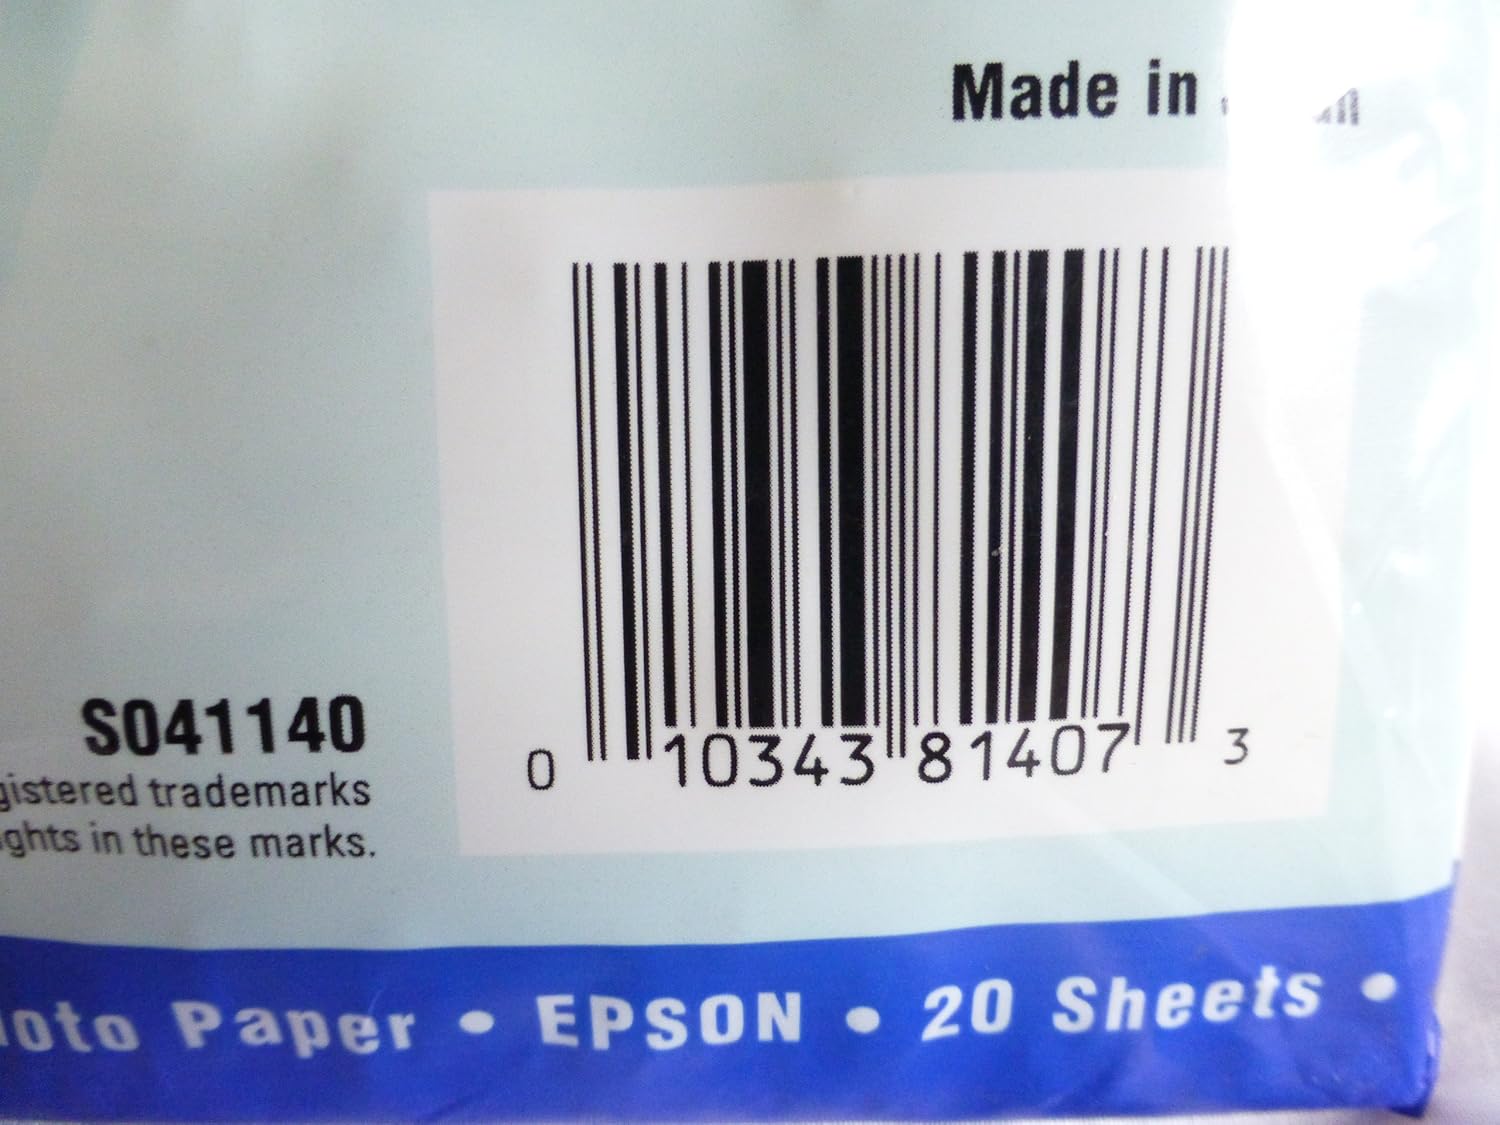 Made in
S041140
gistered trademarks
ghts in these marks.
0 10343 81407 3
oto Paper • EPSON • 20 Sheets •